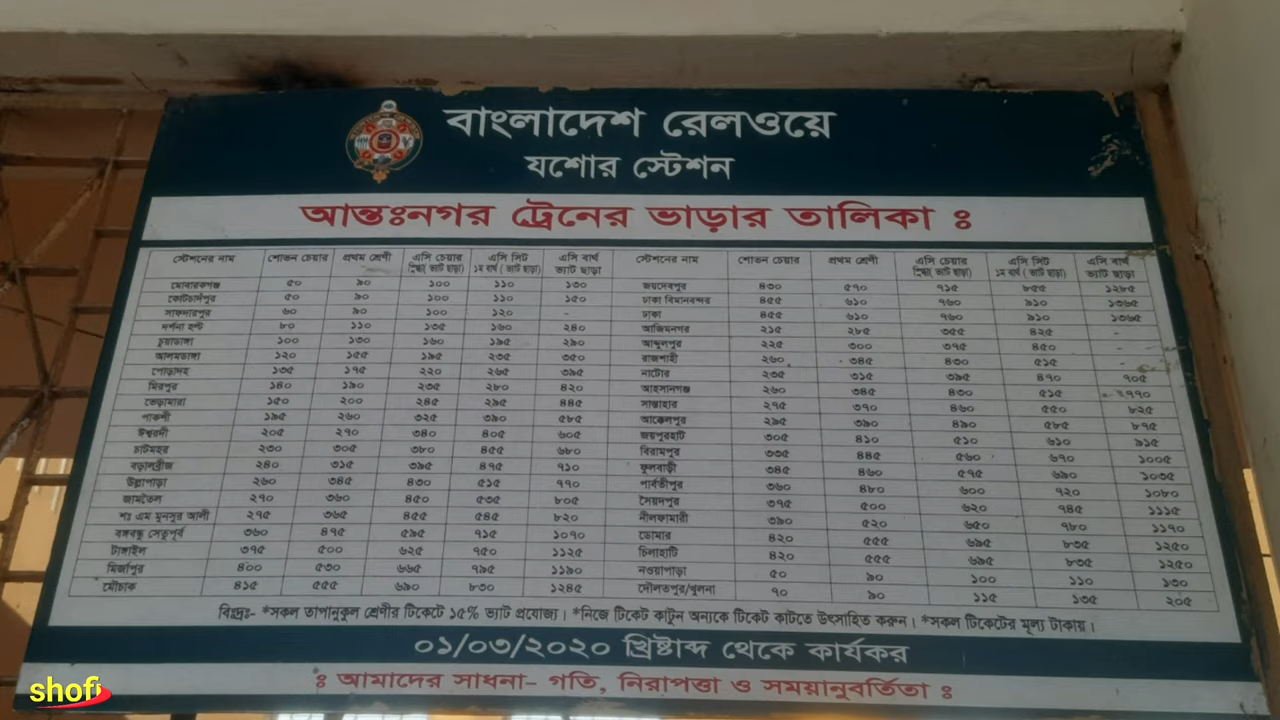 বাংলাদেশ রেলওয়ে
যশোর স্টেশন
আন্তঃনগর ট্রেনের ভাড়ার তালিকা ঃ
স্টেশনের নাম শোভন চেয়ার প্রথম শ্রেণী এসি চেয়ার স্নিগ্ধা( ভ্যাট ছাড়া) এসি সিট ১ম বার্থ ( ভ্যাট ছাড়া) এসি বার্থ ভ্যাট ছাড়া স্টেশনের নাম শোভন চেয়ার প্রথম শ্রেণী এসি চেয়ার স্নিগ্ধা( ভ্যাট ছাড়া) এসি সিট ১ম বার্থ ( ভ্যাট ছাড়া) এসি বার্থ ভ্যাট ছাড়া
মোবারকগঞ্জ ৫০ ৯০ ১০০ ১১০ ১৩০ জয়দেবপুর ৪৩০ ৫৭০ ৭১৫ ৮৫৫ ১২৮৫
কোটচাঁদপুর ৫০ ৯০ ১০০ ১১০ ১৫০ ঢাকা বিমানবন্দর ৪৫৫ ৬১০ ৭৬০ ৯১০ ১৩৬৫
সাফদারপুর ৬০ ৯০ ১০০ ১২০ - ঢাকা ৪৫৫ ৬১০ ৭৬০ ৯১০ ১৩৬৫
দর্শনা হল্ট ৮০ ১১০ ১৩৫ ১৬০ ২৪০ আজিমনগর ২১৫ ২৮৫ ৩৫৫ ৪২৫ -
চুয়াডাঙ্গা ১০০ ১৩০ ১৬০ ১৯৫ ২৯০ আব্দুলপুর ২২৫ ৩০০ ৩৭৫ ৪৫০ -
আলমডাঙ্গা ১২০ ১৫৫ ১৯৫ ২৩৫ ৩৫০ রাজশাহী ২৬০ ৩৪৫ ৪৩০ ৫১৫ -
পোড়াদহ ১৩৫ ১৭৫ ২২০ ২৬৫ ৩৯৫ নাটোর ২৩৫ ৩১৫ ৩৯৫ ৪৭০ ৭০৫
মিরপুর ১৪০ ১৯০ ২৩৫ ২৮০ ৪২০ আহসানগঞ্জ ২৬০ ৩৪৫ ৪৩০ ৫১৫ ৭৭০
ভেড়ামারা ১৫০ ২০০ ২৪৫ ২৯৫ ৪৪৫ সান্তাহার ২৭৫ ৩৭০ ৪৬০ ৫৫০ ৮২৫
পাকশী ১৯৫ ২৬০ ৩২৫ ৩৯০ ৫৮৫ আক্কেলপুর ২৯৫ ৩৯০ ৪৯০ ৫৮৫ ৮৭৫
ঈশ্বরদী ২০৫ ২৭০ ৩৪০ ৪০৫ ৬০৫ জয়পুরহাট ৩০৫ ৪১০ ৫১০ ৬১০ ৯১৫
চাটমহর ২৩০ ৩০৫ ৩৮০ ৪৫৫ ৬৮০ বিরামপুর ৩৩৫ ৪৪৫ ৫৬০ ৬৭০ ১০০৫
বড়ালব্রীজ ২৪০ ৩১৫ ৩৯৫ ৪৭৫ ৭১০ ফুলবাড়ী ৩৪৫ ৪৬০ ৫৭৫ ৬৯০ ১০৩৫
উল্লাপাড়া ২৬০ ৩৪৫ ৪৩০ ৫১৫ ৭৭০ পার্বতীপুর ৩৬০ ৪৮০ ৬০০ ৭২০ ১০৮০
জামতৈল ২৭০ ৩৬০ ৪৫০ ৫৩৫ ৮০৫ সৈয়দপুর ৩৭৫ ৫০০ ৬২০ ৭৪৫ ১১১৫
শঃ এম মুনসুর আলী ২৭৫ ৩৬৫ ৪৫৫ ৫৪৫ ৮২০ নীলফামারী ৩৯০ ৫২০ ৬৫০ ৭৮০ ১১৭০
বঙ্গবন্ধু সেতুপূর্ব ৩৬০ ৪৭৫ ৫৯৫ ৭১৫ ১০৭০ ডোমার ৪২০ ৫৫৫ ৬৯৫ ৮৩৫ ১২৫০
টাঙ্গাইল ৩৭৫ ৫০০ ৬২৫ ৭৫০ ১১২৫ চিলাহাটি ৪২০ ৫৫৫ ৬৯৫ ৮৩৫ ১২৫০
মির্জাপুর ৪০০ ৫৩০ ৬৬৫ ৭৯৫ ১১৯০ নওয়াপাড়া ৫০ ৯০ ১০০ ১১০ ১৩০
মৌচাক ৪১৫ ৫৫৫ ৬৯০ ৮৩০ ১২৪৫ দৌলতপুর/খুলনা ৭০ ৯০ ১১৫ ১৩৫ ২০৫
বিঃদ্রঃ- *সকল তাপানুকুল শ্রেণীর টিকেটে ১৫% ভ্যাট প্রযোজ্য। *নিজে টিকেট কাটুন অন্যকে টিকেট কাটতে উৎসাহিত করুন। *সকল টিকেটের মূল্য টাকায়।
০১/০৩/২০২০ খ্রিষ্টাব্দ থেকে কার্যকর
ঃ আমাদের সাধনা- গতি, নিরাপত্তা ও সময়ানুবর্তিতা ঃ
shofi